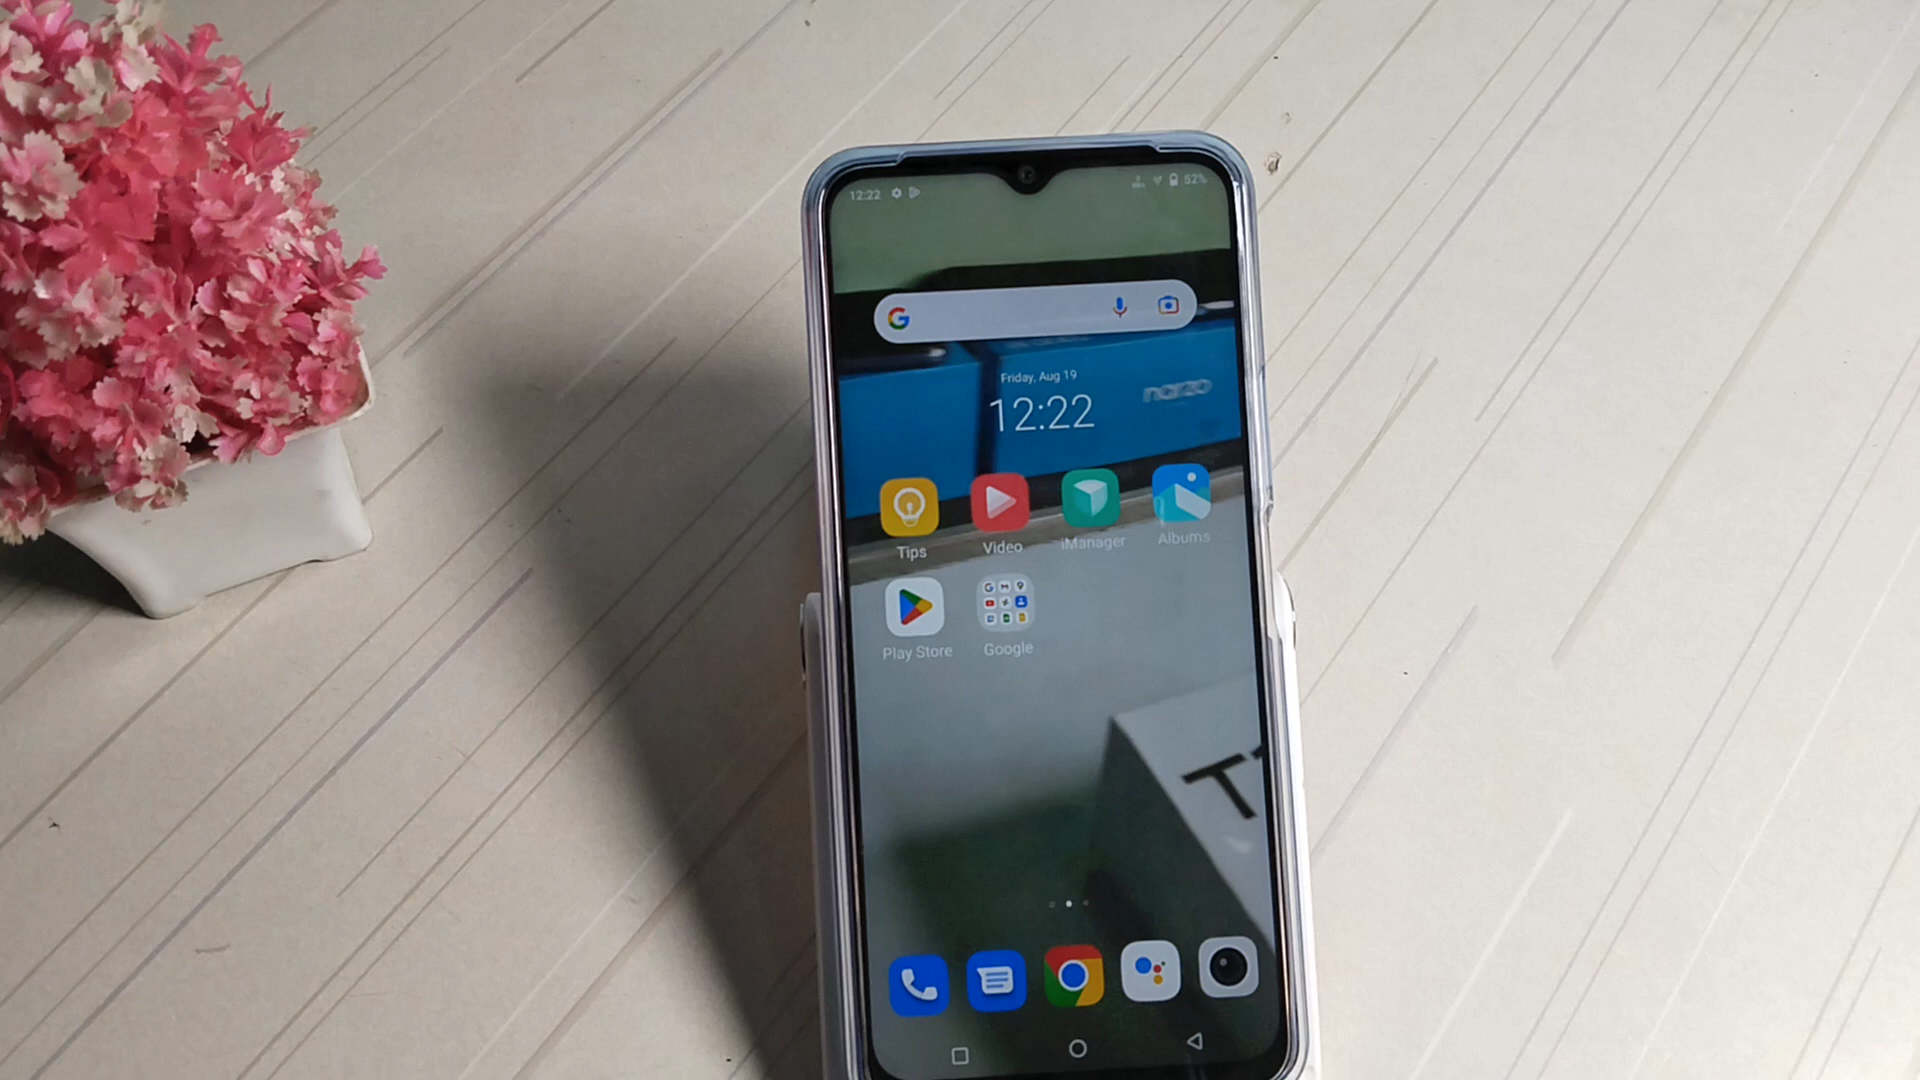 12:22
52%
Friday, Aug 19
12:22
narzo
Tips
Video
iManager
Albums
Play Store
Google